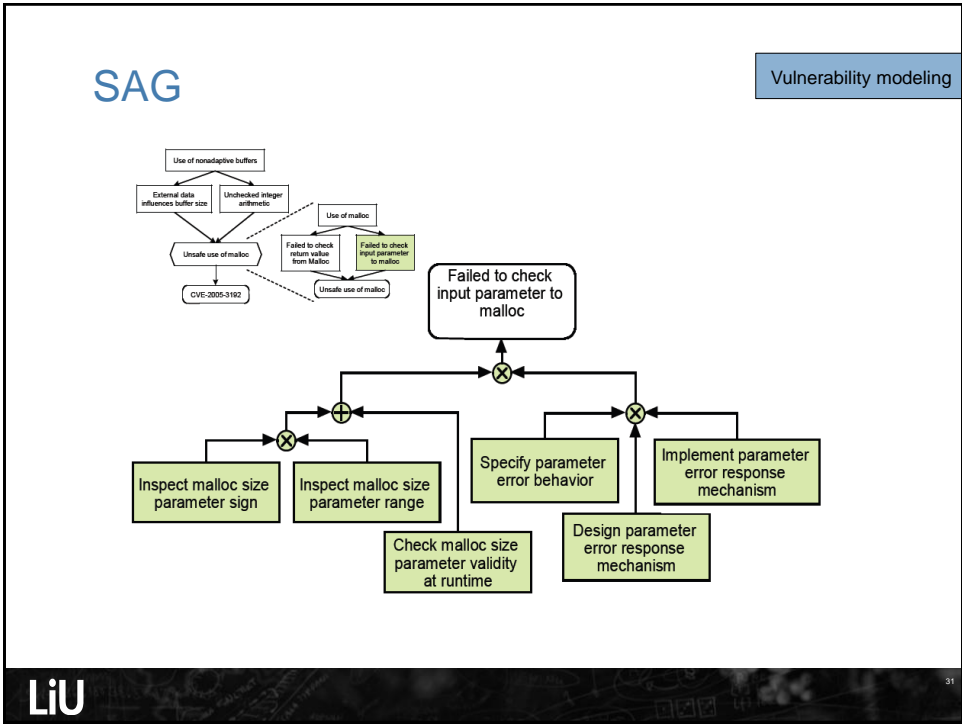 SAG
Vulnerability modeling
Use of nonadaptive buffers
External data
influences buffer size
Unchecked integer
arithmetic
Unsafe use of malloc
CVE-2005-3192
Use of malloc
Failed to check
return value
from Malloc
Failed to check
input parameter
to malloc
Unsafe use of malloc
Failed to check
input parameter to
malloc
Inspect malloc size
parameter sign
Inspect malloc size
parameter range
Check malloc size
parameter validity
at runtime
Specify parameter
error behavior
Design parameter
error response
mechanism
Implement parameter
error response
mechanism
LiU
31